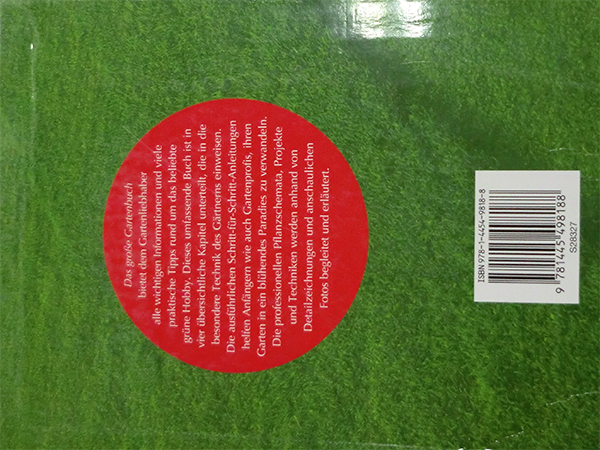 Das große Gartenbuch
bietet dem Gartenliebhaber
alle wichtigen Informationen und viele
praktische Tipps rund um das beliebte
grüne Hobby. Dieses umfassende Buch ist in
vier übersichtliche Kapitel unterteilt, die in die
besondere Technik des Gärtnerns einweisen.
Die ausführlichen Schritt-für-Schritt-Anleitungen
helfen Anfängern wie auch Gartenprofis, ihren
Garten in ein blühendes Paradies zu verwandeln.
Die professionellen Pflanzschemata, Projekte
und Techniken werden anhand von
Detailzeichnungen und anschaulichen
Fotos begleitet und erläutert.
ISBN 978-1-4454-9818-8
9 781445 498188
S28327